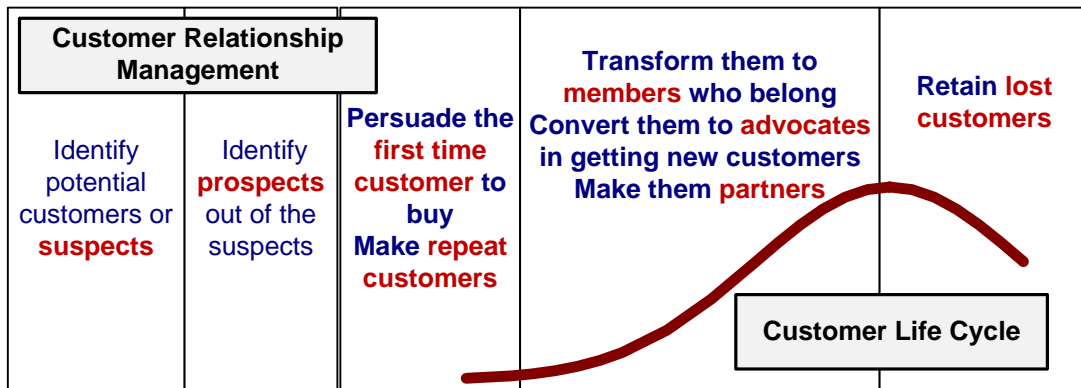 Customer Relationship
Management
Identify
potential
customers or
suspects
Identify
prospects
out of the
suspects
Persuade the
first time
customer to
buy
Make repeat
customers
Transform them to
members who belong
Convert them to advocates
in getting new customers
Make them partners
Retain lost
customers
Customer Life Cycle